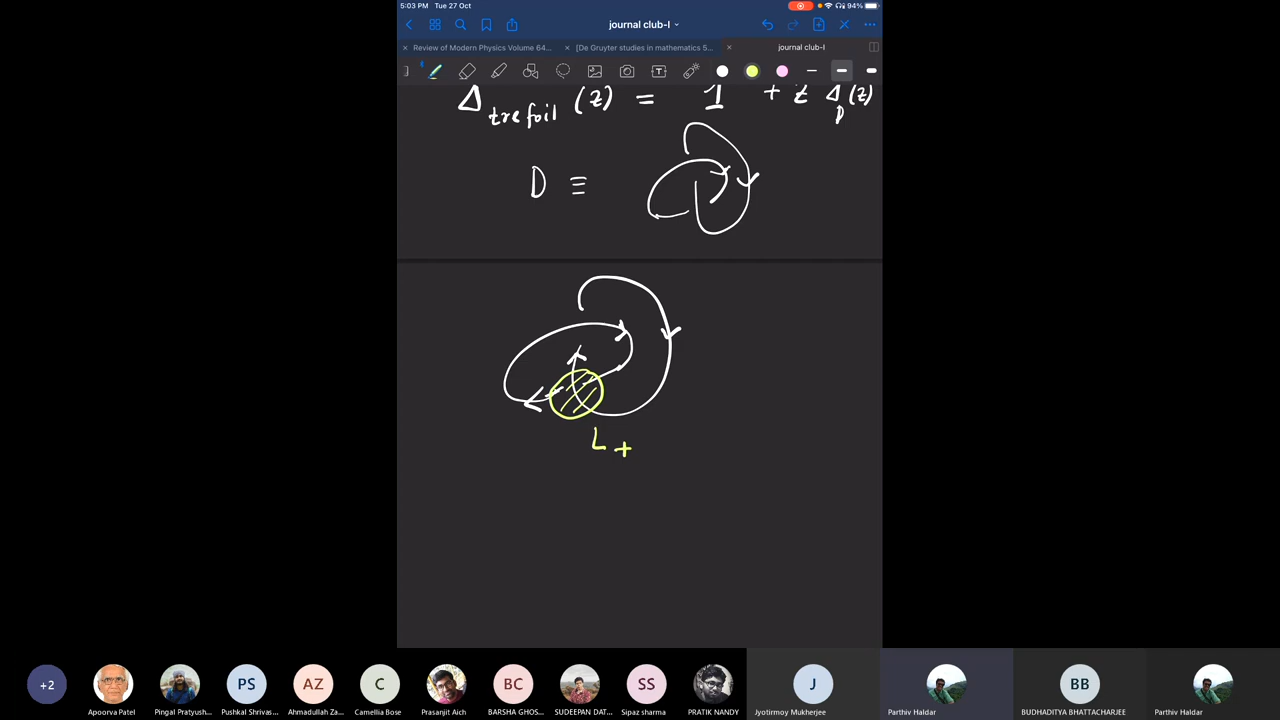 5:03 PM Tue 27 Oct 94%
journal club-I
Review of Modern Physics Volume 64... [De Gruyter studies in mathematics 5... journal club-I
Δ trefoil (z) = 1 + z Δ D (z)
D ≡
L +
+2 PS AZ C BC SS J BB
Apoorva Patel Pingal Pratyush... Pushkal Shrivas... Ahmadullah Za... Camellia Bose Prasanjit Aich BARSHA GHOS... SUDEEPAN DAT... Sipaz sharma PRATIK NANDY Jyotirmoy Mukherjee Parthiv Haldar BUDHADITYA BHATTACHARJEE Parthiv Haldar